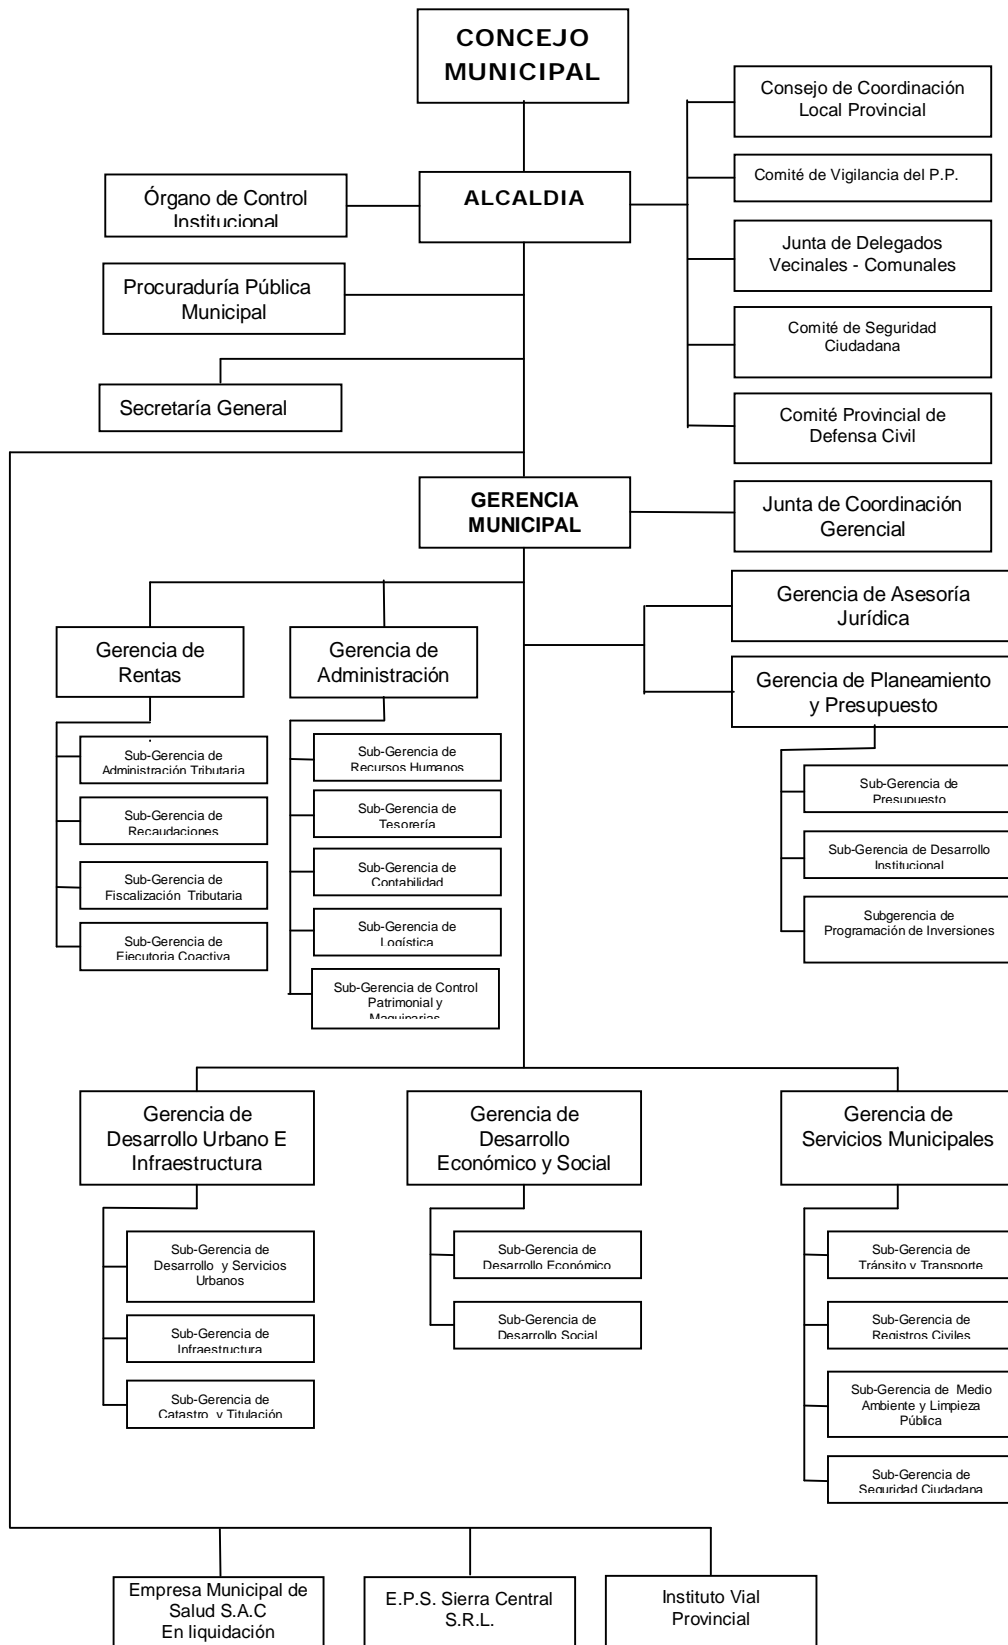 CONCEJO
MUNICIPAL
Consejo de Coordinación
Local Provincial
Comité de Vigilancia del P.P.
Órgano de Control
Institucional
ALCALDIA
Junta de Delegados
Vecinales - Comunales
Procuraduría Pública
Municipal
Comité de Seguridad
Ciudadana
Secretaría General
Comité Provincial de
Defensa Civil
GERENCIA
MUNICIPAL
Junta de Coordinación
Gerencial
Gerencia de Asesoría
Jurídica
Gerencia de
Rentas
Gerencia de
Administración
Gerencia de Planeamiento
y Presupuesto
Sub-Gerencia de
Administración Tributaria
Sub-Gerencia de
Recaudaciones
Sub-Gerencia de
Fiscalización Tributaria
Sub-Gerencia de
Ejecutoria Coactiva
Sub-Gerencia de
Recursos Humanos
Sub-Gerencia de
Tesorería
Sub-Gerencia de
Contabilidad
Sub-Gerencia de
Logística
Sub-Gerencia de Control
Patrimonial y
Maquinarias
Sub-Gerencia de
Presupuesto
Sub-Gerencia de Desarrollo
Institucional
Subgerencia de
Programación de Inversiones
Gerencia de
Desarrollo Urbano E
Infraestructura
Gerencia de
Desarrollo
Económico y Social
Gerencia de
Servicios Municipales
Sub-Gerencia de
Desarrollo y Servicios
Urbanos
Sub-Gerencia de
Infraestructura
Sub-Gerencia de
Catastro y Titulación
Sub-Gerencia de
Desarrollo Económico
Sub-Gerencia de
Desarrollo Social
Sub-Gerencia de
Tránsito y Transporte
Sub-Gerencia de
Registros Civiles
Sub-Gerencia de Medio
Ambiente y Limpieza
Pública
Sub-Gerencia de
Seguridad Ciudadana
Empresa Municipal de
Salud S.A.C
En liquidación
E.P.S. Sierra Central
S.R.L.
Instituto Vial
Provincial